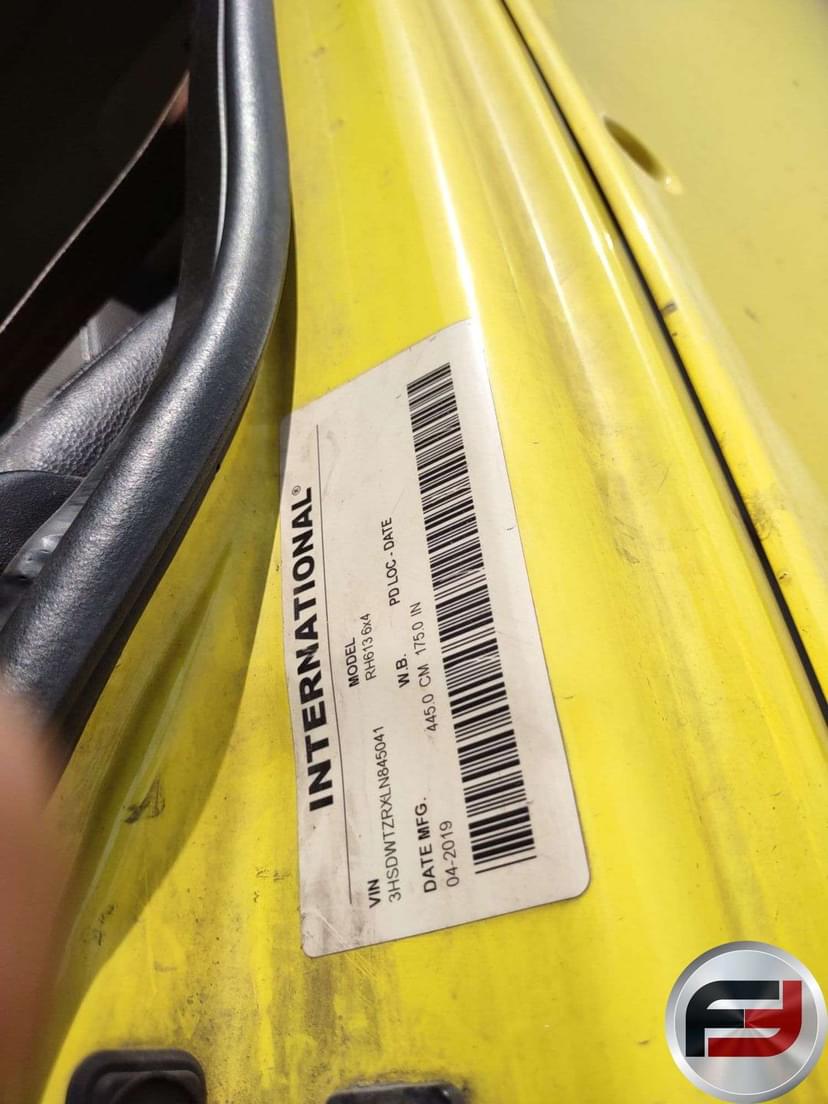 INTERNATIONAL®
VIN MODEL
3HSDWTZRXLN845041 RH613 6x4
DATE MFG. W.B. PD LOC - DATE
04-2019 445.0 CM 175.0 IN